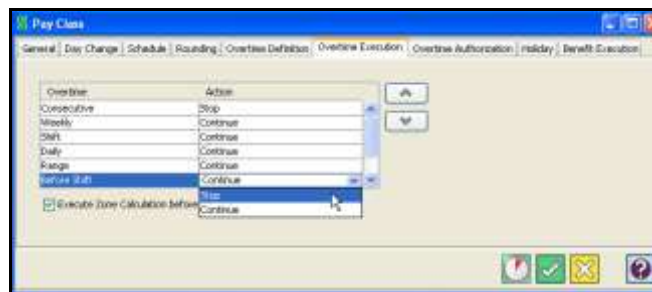 Pay Class
General Day Change Schedule Rounding Overtime Definition Overtime Execution Overtime Authorization Holiday Benefit Execution
Overtime Action
Consecutive Stop
Weekly Continue
Shift Continue
Daily Continue
Range Continue
Before Shift Continue
Stop
Execute Zone Calculation before
Continue